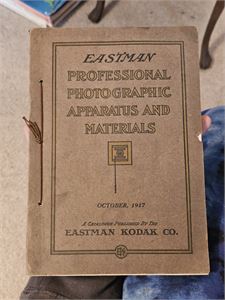 EASTMAN
PROFESSIONAL
PHOTOGRAPHIC
APPARATUS AND
MATERIALS
OCTOBER, 1917
A Catalogue Published By The
EASTMAN KODAK CO.